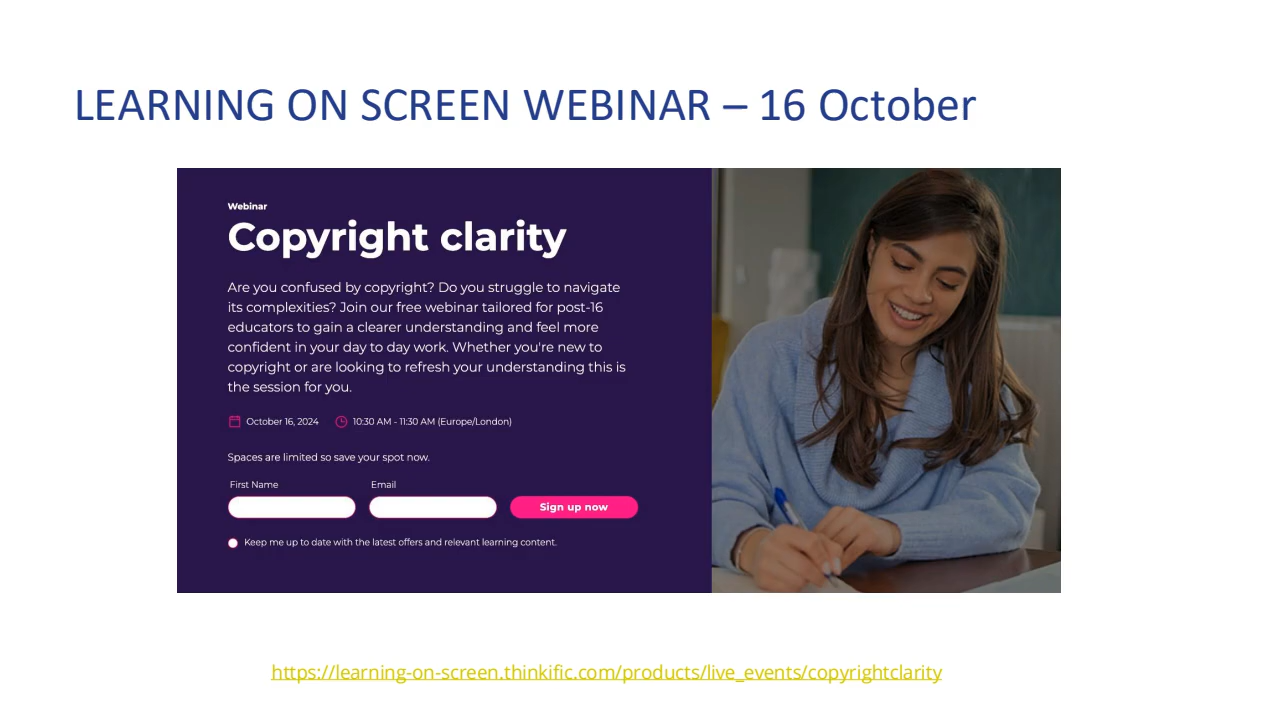 LEARNING ON SCREEN WEBINAR – 16 October
Webinar
Copyright clarity
Are you confused by copyright? Do you struggle to navigate
its complexities? Join our free webinar tailored for post-16
educators to gain a clearer understanding and feel more
confident in your day to day work. Whether you're new to
copyright or are looking to refresh your understanding this is
the session for you.
October 16, 2024 10:30 AM - 11:30 AM (Europe/London)
Spaces are limited so save your spot now.
First Name Email
Sign up now
Keep me up to date with the latest offers and relevant learning content.
https://learning-on-screen.thinkific.com/products/live_events/copyrightclarity